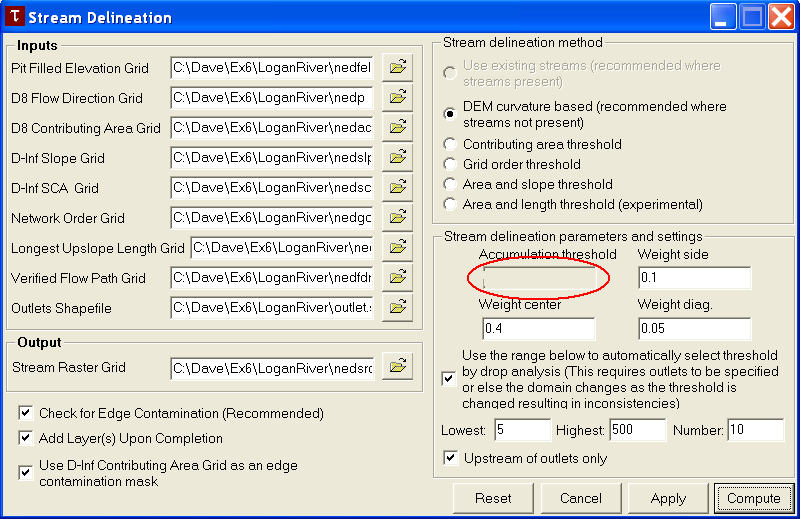 Stream Delineation
Inputs
Pit Filled Elevation Grid C:\Dave\Ex6\LoganRiver\nedfel
D8 Flow Direction Grid C:\Dave\Ex6\LoganRiver\nedp
D8 Contributing Area Grid C:\Dave\Ex6\LoganRiver\nedac
D-Inf Slope Grid C:\Dave\Ex6\LoganRiver\nedslp
D-Inf SCA Grid C:\Dave\Ex6\LoganRiver\nedsc
Network Order Grid C:\Dave\Ex6\LoganRiver\nedgo
Longest Upslope Length Grid C:\Dave\Ex6\LoganRiver\ne
Verified Flow Path Grid C:\Dave\Ex6\LoganRiver\nedfdr
Outlets Shapefile C:\Dave\Ex6\LoganRiver\outlet.s
Output
Stream Raster Grid C:\Dave\Ex6\LoganRiver\nedsrc
Check for Edge Contamination (Recommended)
Add Layer(s) Upon Completion
Use D-Inf Contributing Area Grid as an edge
contamination mask
Stream delineation method
Use existing streams (recommended where
streams present)
DEM curvature based (recommended where
streams not present)
Contributing area threshold
Grid order threshold
Area and slope threshold
Area and length threshold (experimental)
Stream delineation parameters and settings
Accumulation threshold Weight side
0.1
Weight center Weight diag.
0.4 0.05
Use the range below to automatically select threshold
by drop analysis (This requires outlets to be specified
or else the domain changes as the threshold is
changed resulting in inconsistencies)
Lowest: 5 Highest: 500 Number: 10
Upstream of outlets only
Reset Cancel Apply Compute